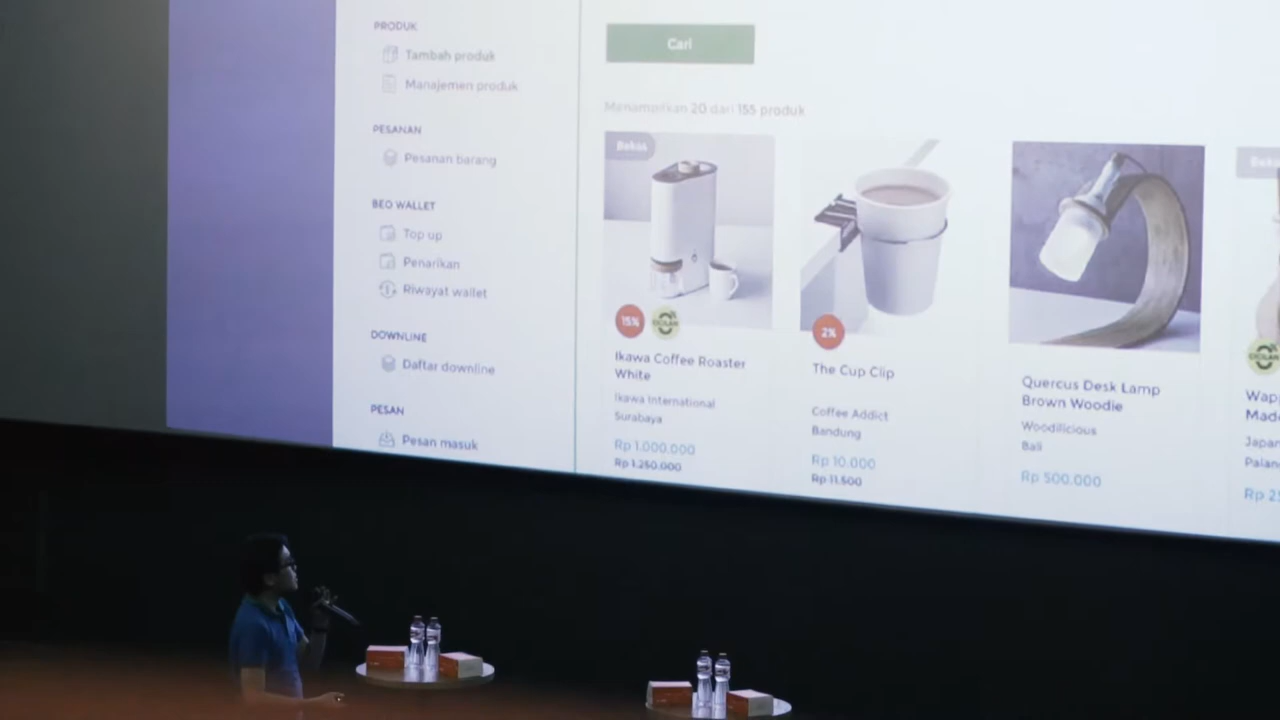 PRODUK
Tambah produk
Manajemen produk
PESANAN
Pesanan barang
BEO WALLET
Top up
Penarikan
Riwayat wallet
DOWNLINE
Daftar downline
PESAN
Pesan masuk
Cari
Menampilkan 20 dari 155 produk
Bekas
15%
CICILAN
Ikawa Coffee Roaster
White
Ikawa International
Surabaya
Rp 1.000.000
Rp 1.250.000
2%
The Cup Clip
Coffee Addict
Bandung
Rp 10.000
Rp 11.500
Quercus Desk Lamp
Brown Woodie
Woodilicious
Bali
Rp 500.000
CICILAN